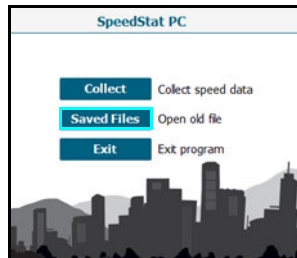 SpeedStat PC
Collect Collect speed data
Saved Files Open old file
Exit Exit program